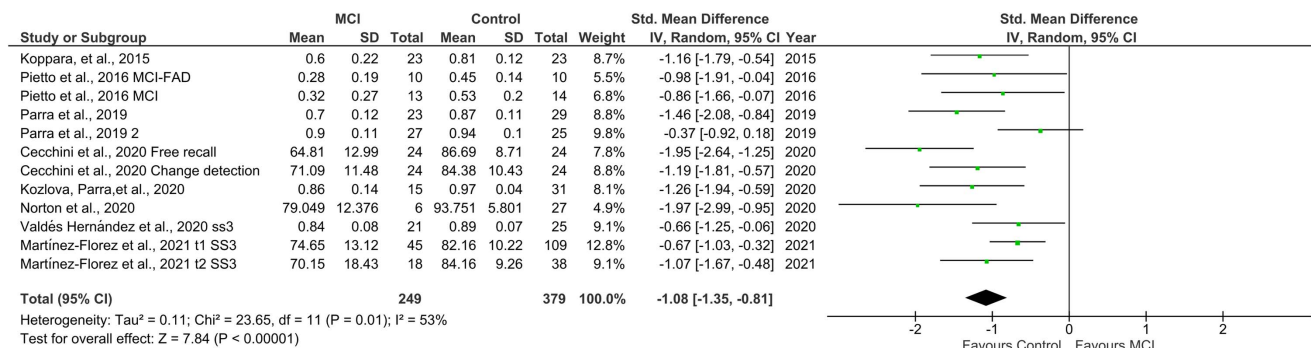 MCI Control Std. Mean Difference Std. Mean Difference
Study or Subgroup Mean SD Total Mean SD Total Weight IV, Random, 95% CI Year IV, Random, 95% CI
Koppara, et al., 2015 0.6 0.22 23 0.81 0.12 23 8.7% -1.16 [-1.79, -0.54] 2015
Pietto et al., 2016 MCI-FAD 0.28 0.19 10 0.45 0.14 10 5.5% -0.98 [-1.91, -0.04] 2016
Pietto et al., 2016 MCI 0.32 0.27 13 0.53 0.2 14 6.8% -0.86 [-1.66, -0.07] 2016
Parra et al., 2019 0.7 0.12 23 0.87 0.11 29 8.7% -1.46 [-2.08, -0.84] 2019
Parra et al., 2019 2 0.9 0.11 27 0.94 0.1 25 9.8% -0.37 [-0.92, 0.18] 2019
Cecchini et al., 2020 Free recall 64.81 12.99 24 86.69 8.71 24 7.8% -1.95 [-2.64, -1.25] 2020
Cecchini et al., 2020 Change detection 71.09 11.48 24 84.38 10.43 24 8.7% -1.19 [-1.81, -0.57] 2020
Kozlova, Parra,et al., 2020 0.86 0.14 15 0.97 0.04 31 8.1% -1.26 [-1.94, -0.59] 2020
Norton et al., 2020 79.049 12.376 6 93.751 5.801 27 4.9% -1.97 [-2.99, -0.95] 2020
Valdés Hernández et al., 2020 ss3 0.84 0.08 21 0.89 0.07 25 9.1% -0.66 [-1.25, -0.06] 2020
Martínez-Florez et al., 2021 t1 SS3 74.65 13.12 45 82.16 10.22 109 12.8% -0.67 [-1.03, -0.32] 2021
Martínez-Florez et al., 2021 t2 SS3 70.15 18.43 18 84.16 9.26 38 9.1% -1.07 [-1.67, -0.48] 2021
Total (95% CI) 249 379 100.0% -1.08 [-1.35, -0.81]
Heterogeneity: Tau² = 0.11; Chi² = 23.65, df = 11 (P = 0.01); I² = 53%
Test for overall effect: Z = 7.84 (P < 0.00001)
-2 -1 0 1 2
Favours Control Favours MCI